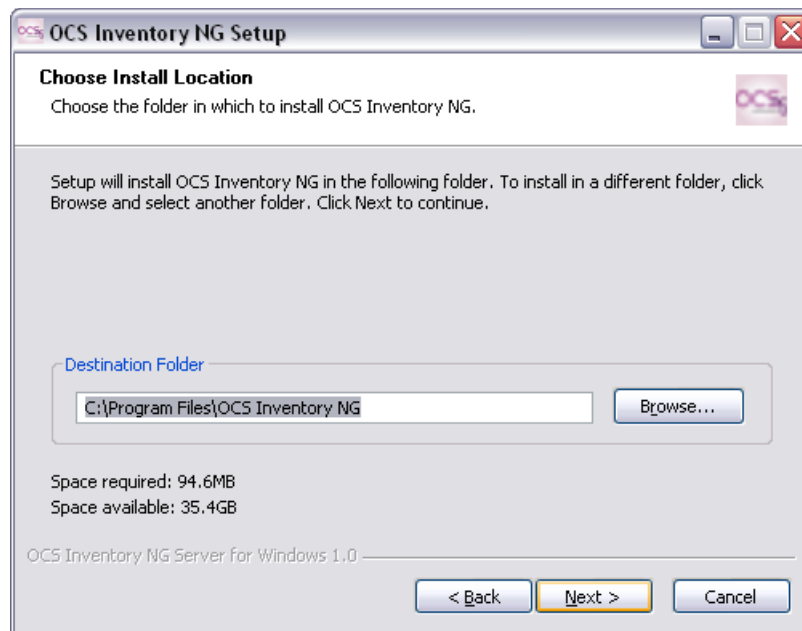 OCS Inventory NG Setup
Choose Install Location
Choose the folder in which to install OCS Inventory NG.
OCS
Setup will install OCS Inventory NG in the following folder. To install in a different folder, click
Browse and select another folder. Click Next to continue.
Destination Folder
C:\Program Files\OCS Inventory NG
Browse...
Space required: 94.6MB
Space available: 35.4GB
OCS Inventory NG Server for Windows 1.0
< Back
Next >
Cancel